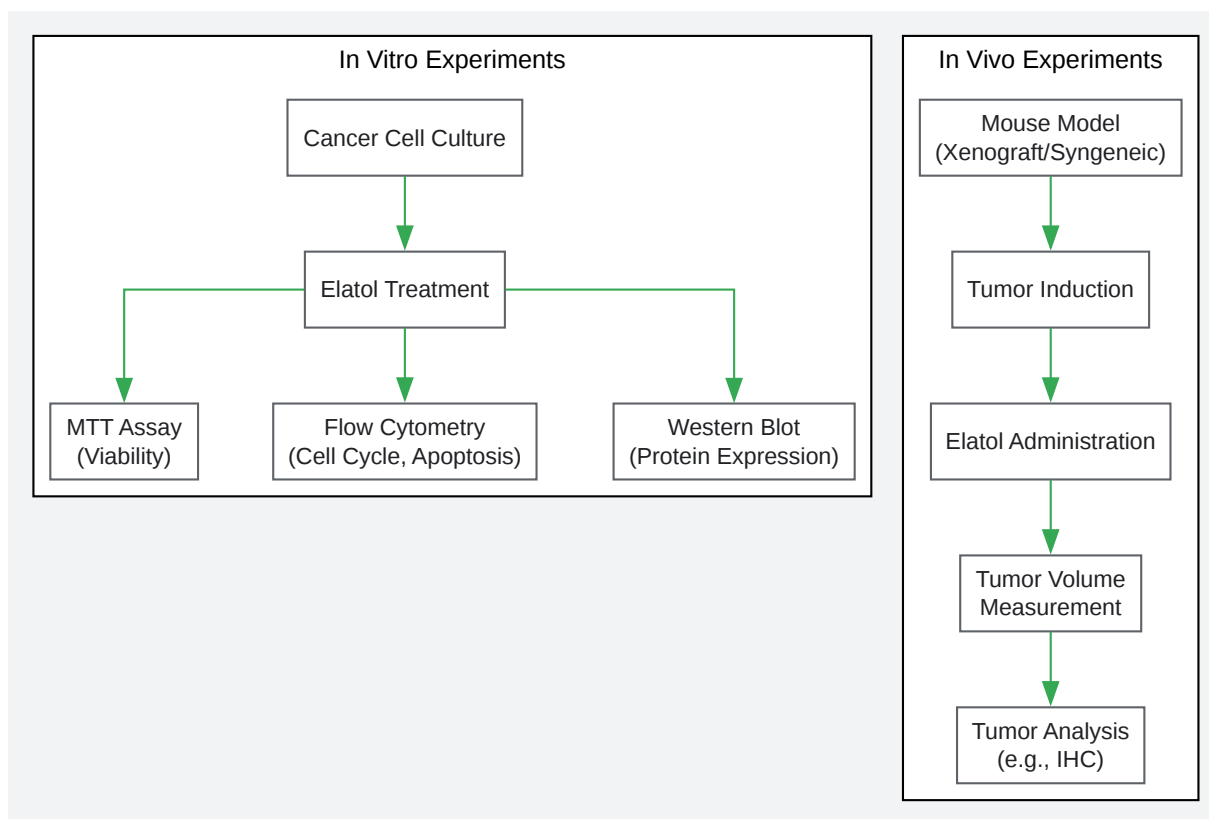 In Vitro Experiments
Cancer Cell Culture
Elatol Treatment
MTT Assay
(Viability)
Flow Cytometry
(Cell Cycle, Apoptosis)
Western Blot
(Protein Expression)
In Vivo Experiments
Mouse Model
(Xenograft/Syngeneic)
Tumor Induction
Elatol Administration
Tumor Volume
Measurement
Tumor Analysis
(e.g., IHC)